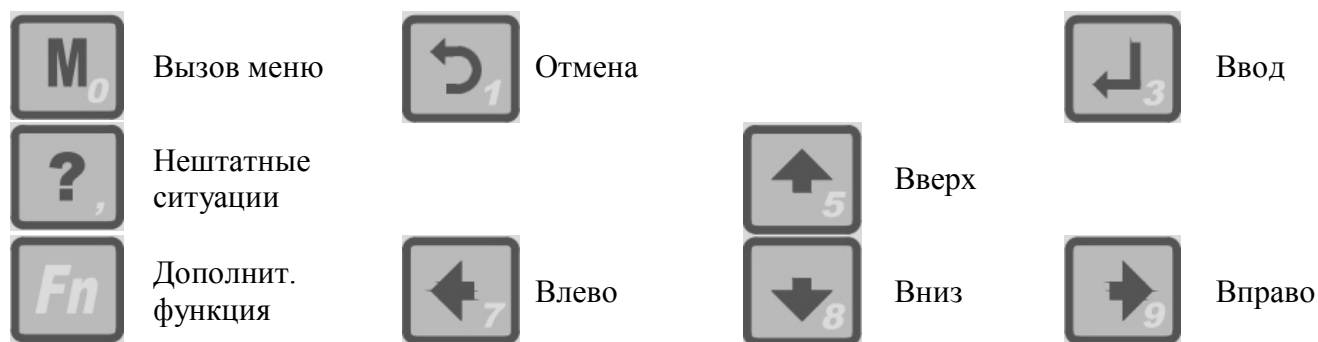 M 0 Вызов меню 1 Отмена 3 Ввод
? , Нештатные
ситуации 5 Вверх
Fn Дополнит.
функция 7 Влево 8 Вниз 9 Вправо